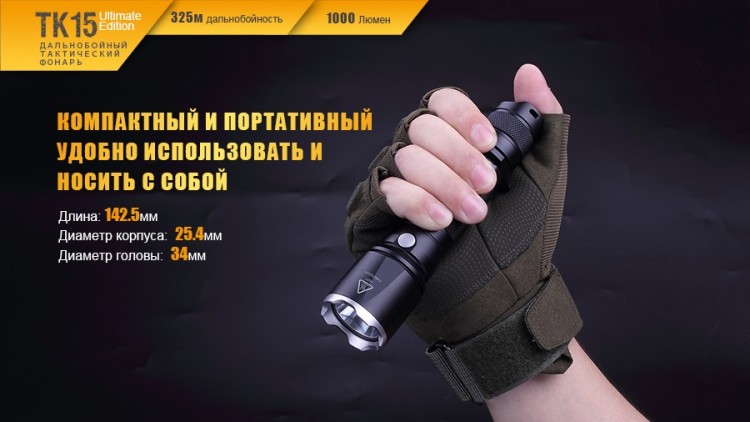 TK15 Ultimate Edition
ДАЛЬНОБОЙНЫЙ
ТАКТИЧЕСКИЙ
ФОНАРЬ
325м дальнобойность
1000 Люмен
КОМПАКТНЫЙ И ПОРТАТИВНЫЙ
УДОБНО ИСПОЛЬЗОВАТЬ И
НОСИТЬ С СОБОЙ
Длина: 142.5мм
Диаметр корпуса: 25.4мм
Диаметр головы: 34мм